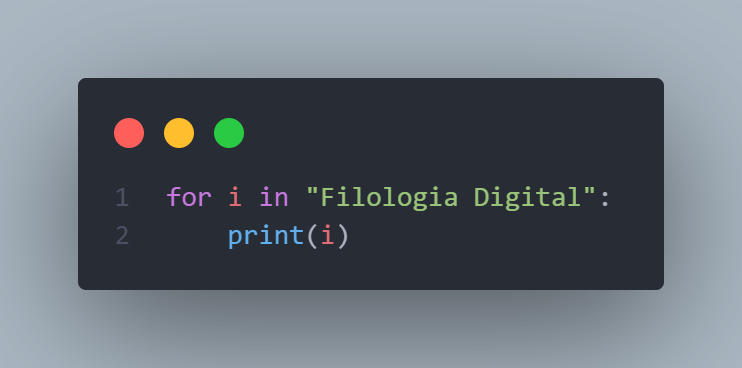 1 for i in "Filologia Digital":
2     print(i)